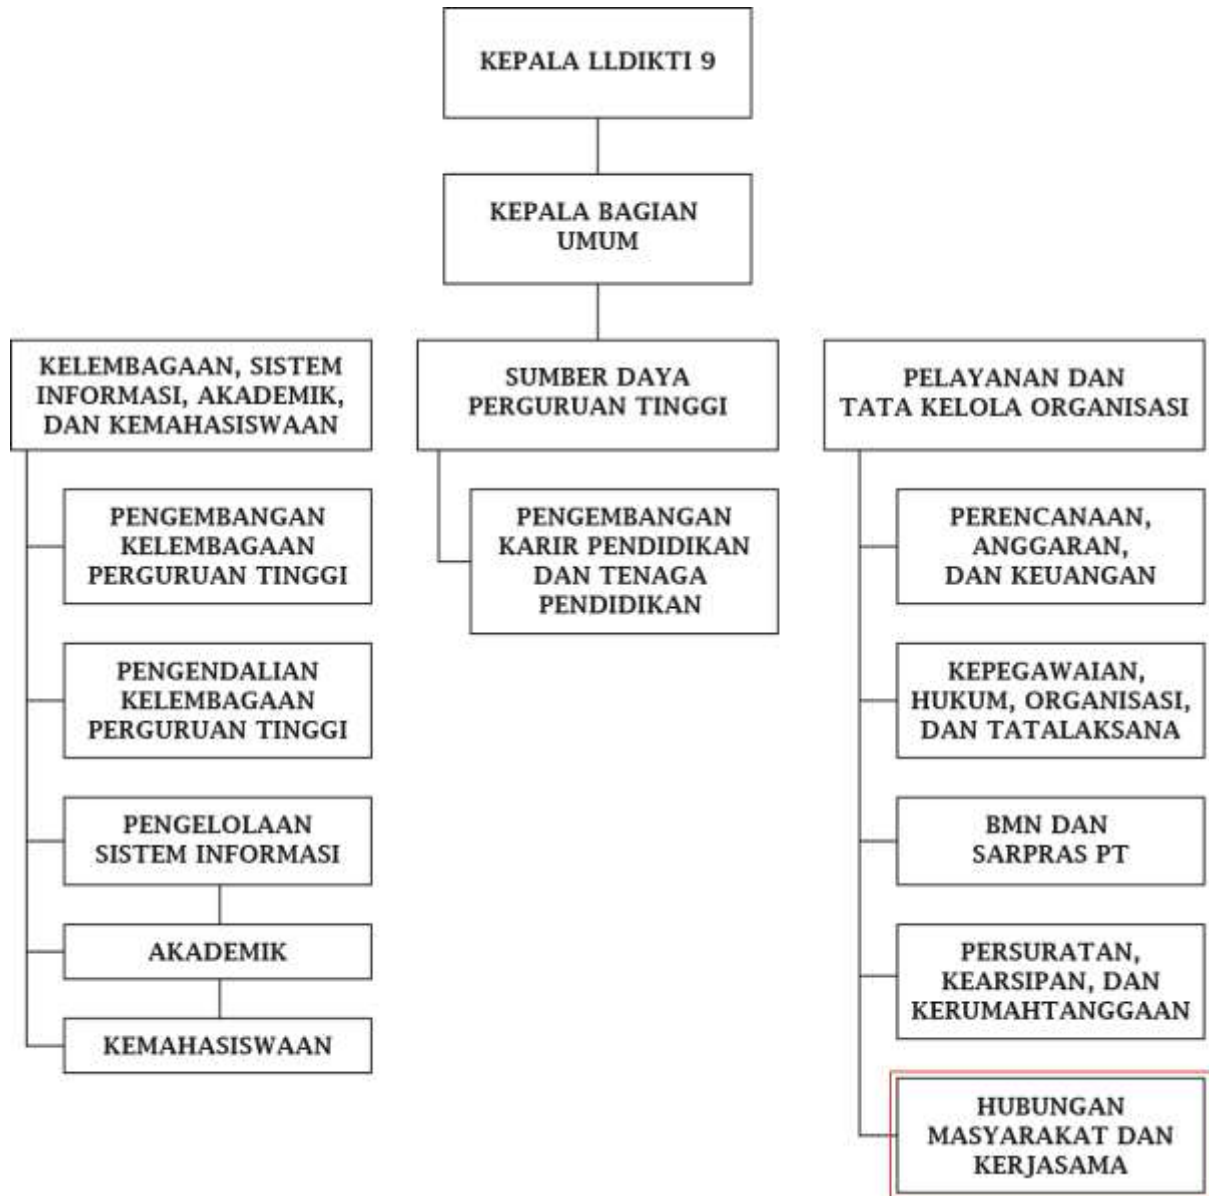 KEPALA LLDIKTI 9
KEPALA BAGIAN
UMUM
KELEMBAGAAN, SISTEM
INFORMASI, AKADEMIK,
DAN KEMAHASISWAAN
PENGEMBANGAN
KELEMBAGAAN
PERGURUAN TINGGI
PENGENDALIAN
KELEMBAGAAN
PERGURUAN TINGGI
PENGELOLAAN
SISTEM INFORMASI
AKADEMIK
KEMAHASISWAAN
SUMBER DAYA
PERGURUAN TINGGI
PENGEMBANGAN
KARIR PENDIDIKAN
DAN TENAGA
PENDIDIKAN
PELAYANAN DAN
TATA KELOLA ORGANISASI
PERENCANAAN,
ANGGARAN,
DAN KEUANGAN
KEPEGAWAIAN,
HUKUM, ORGANISASI,
DAN TATALAKSANA
BMN DAN
SARPRAS PT
PERSURATAN,
KEARSIPAN, DAN
KERUMAHTANGGAAN
HUBUNGAN
MASYARAKAT DAN
KERJASAMA